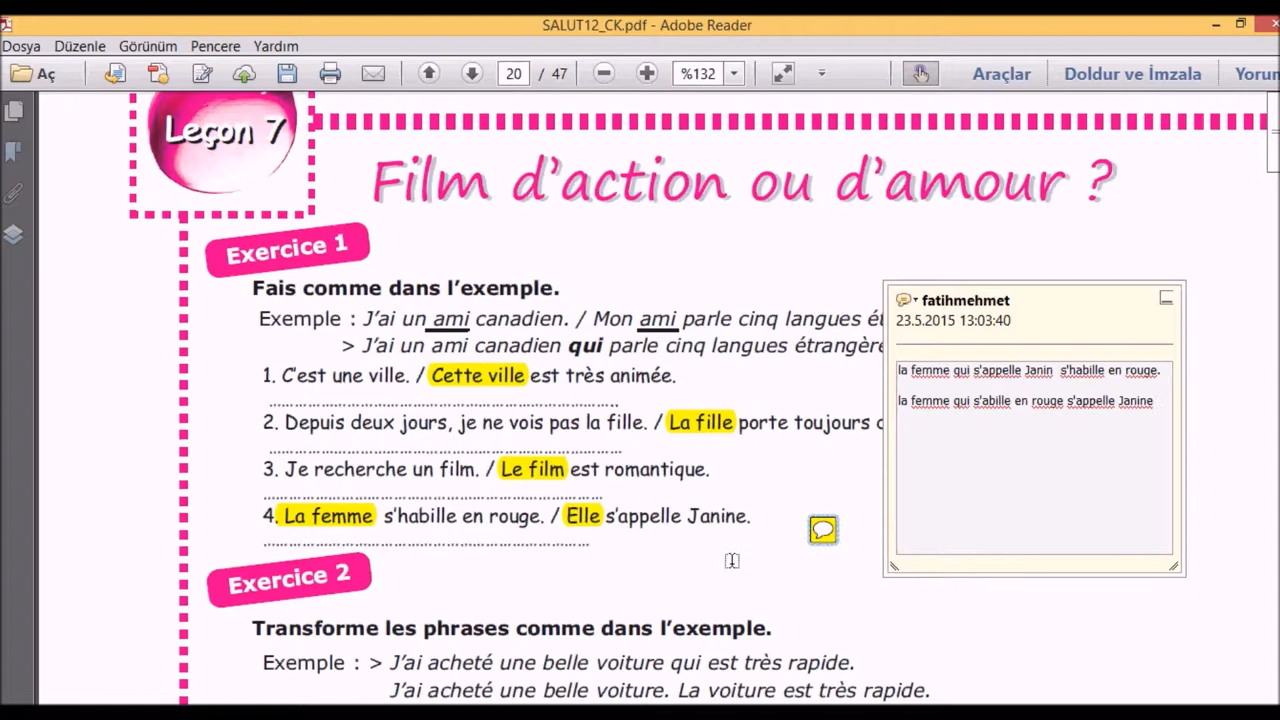 SALUT12_CK.pdf - Adobe Reader
Dosya Düzenle Görünüm Pencere Yardım
Aç 20 / 47 %132 Araçlar Doldur ve İmzala Yorum
Leçon 7
Film d'action ou d'amour ?
Exercice 1
Fais comme dans l'exemple.
Exemple : J'ai un ami canadien. / Mon ami parle cinq langues ét
> J'ai un ami canadien qui parle cinq langues étrangère
1. C'est une ville. / Cette ville est très animée.
2. Depuis deux jours, je ne vois pas la fille. / La fille porte toujours
3. Je recherche un film. / Le film est romantique.
4. La femme s'habille en rouge. / Elle s'appelle Janine.
fatihmehmet
23.5.2015 13:03:40
la femme qui s'appelle Janin s'habille en rouge.
la femme qui s'abille en rouge s'appelle Janine
Exercice 2
Transforme les phrases comme dans l'exemple.
Exemple : > J'ai acheté une belle voiture qui est très rapide.
J'ai acheté une belle voiture. La voiture est très rapide.